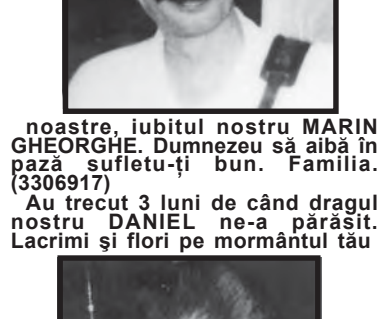 noastre, iubitul nostru MARIN
GHEORGHE. Dumnezeu să aibă în
pază sufletu-ți bun. Familia.
(3306917)
Au trecut 3 luni de când dragul
nostru DANIEL ne-a părăsit.
Lacrimi şi flori pe mormântul tău